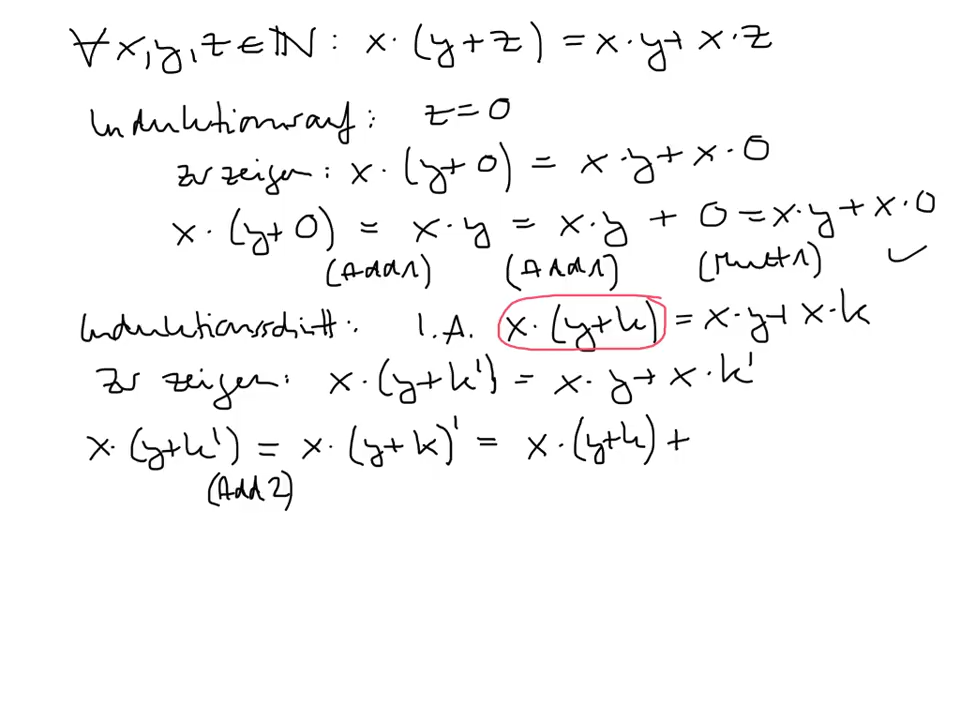 ∀x,y,z∈ℕ: x·(y+z)=x·y+x·z
Induktionsanf: z=0
zu zeigen: x·(y+0) = x·y+x·0
x·(y+0) = x·y = x·y + 0=x·y+x·0
(Add1) (Add1) (Mult1) ✓
Induktionsschritt: I.A. x·(y+k)=x·y+x·k
Zu zeigen: x·(y+k')=x·y+x·k'
x·(y+k')=x·(y+k)'=x·(y+k)+
(Add2)